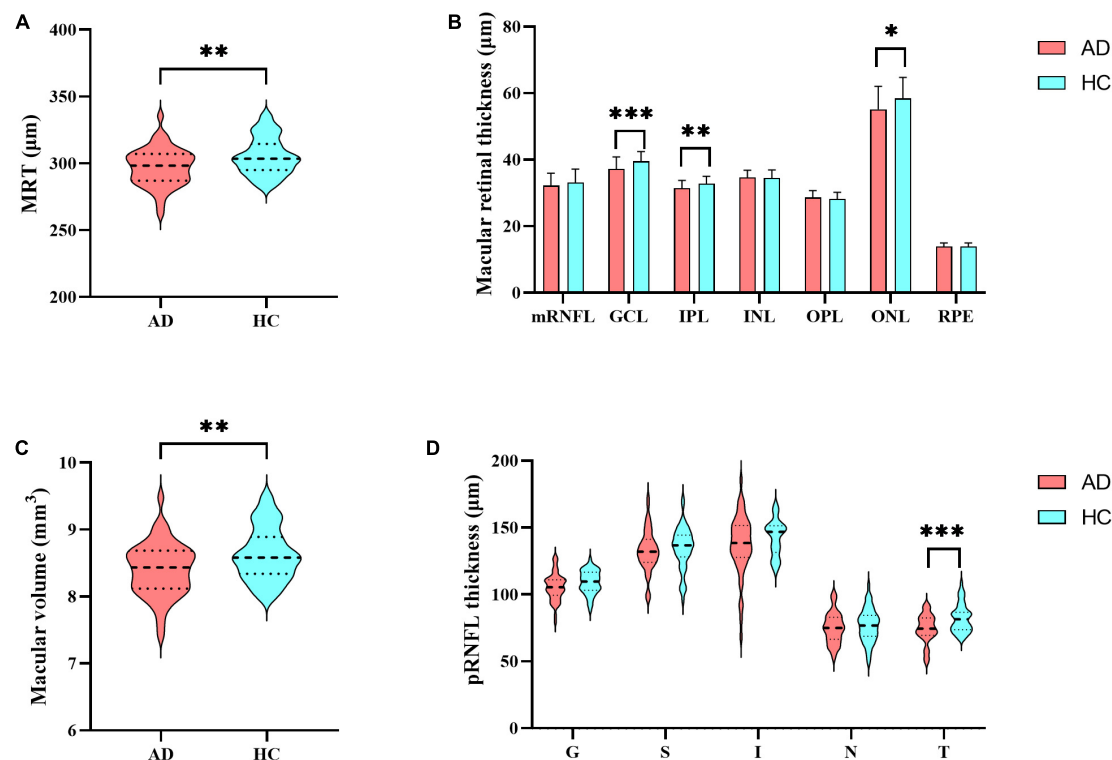 A
MRT (μm)
400
350
300
250
200
**
AD
HC
B
Macular retinal thickness (μm)
80
60
40
20
0
***
**
*
mRNFL
GCL
IPL
INL
OPL
ONL
RPE
AD
HC
C
Macular volume (mm³)
10
9
8
7
6
**
AD
HC
D
pRNFL thickness (μm)
200
150
100
50
0
***
G
S
I
N
T
AD
HC